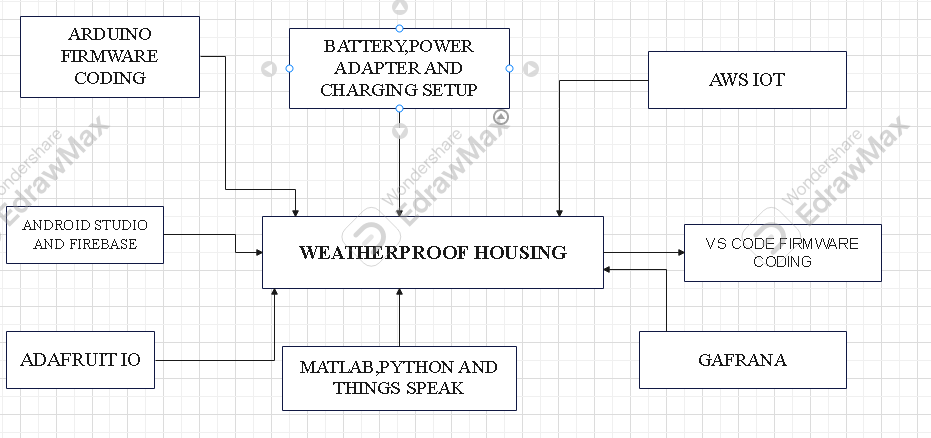 ARDUINO
FIRMWARE
CODING
BATTERY,POWER
ADAPTER AND
CHARGING SETUP
AWS IOT
Wondershare
EdrawMax
Wondershare
EdrawMax
Wondershare
EdrawMax
ANDROID STUDIO
AND FIREBASE
WEATHERPROOF HOUSING
VS CODE FIRMWARE
CODING
ADAFRUIT IO
MATLAB,PYTHON AND
THINGS SPEAK
GAFRANA